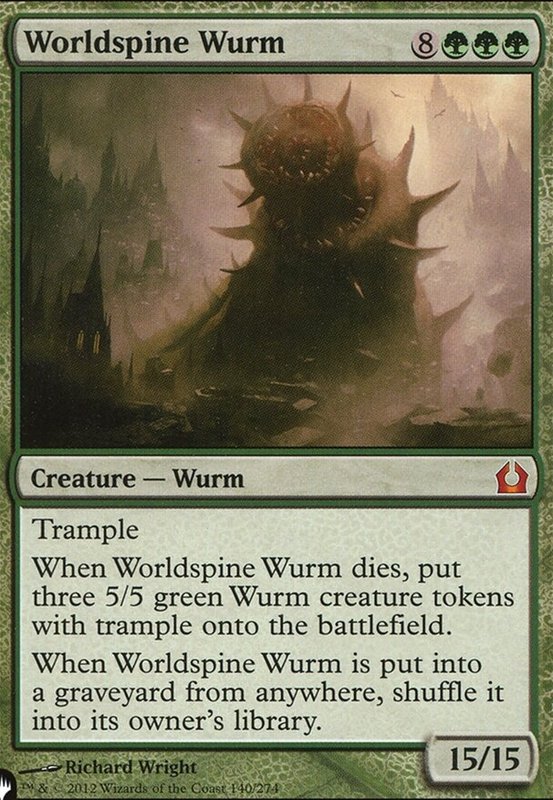 Worldspine Wurm 8
Creature — Wurm
Trample
When Worldspine Wurm dies, put
three 5/5 green Wurm creature tokens
with trample onto the battlefield.
When Worldspine Wurm is put into
a graveyard from anywhere, shuffle it
into its owner's library.
15/15
Richard Wright
™ & © 2012 Wizards of the Coast 140/274